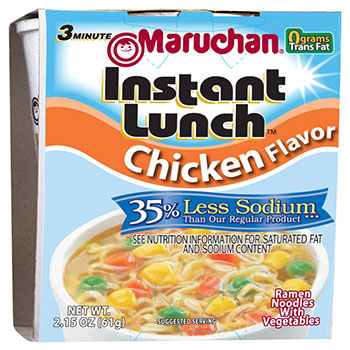 3 MINUTE
Maruchan®
0 grams
Trans Fat
Instant
Lunch™
Chicken Flavor
35% Less Sodium
Than Our Regular Product ...
SEE NUTRITION INFORMATION FOR SATURATED FAT
AND SODIUM CONTENT
NET WT.
2.15 OZ (61g)
SUGGESTED SERVING
Ramen
Noodles
With
Vegetables